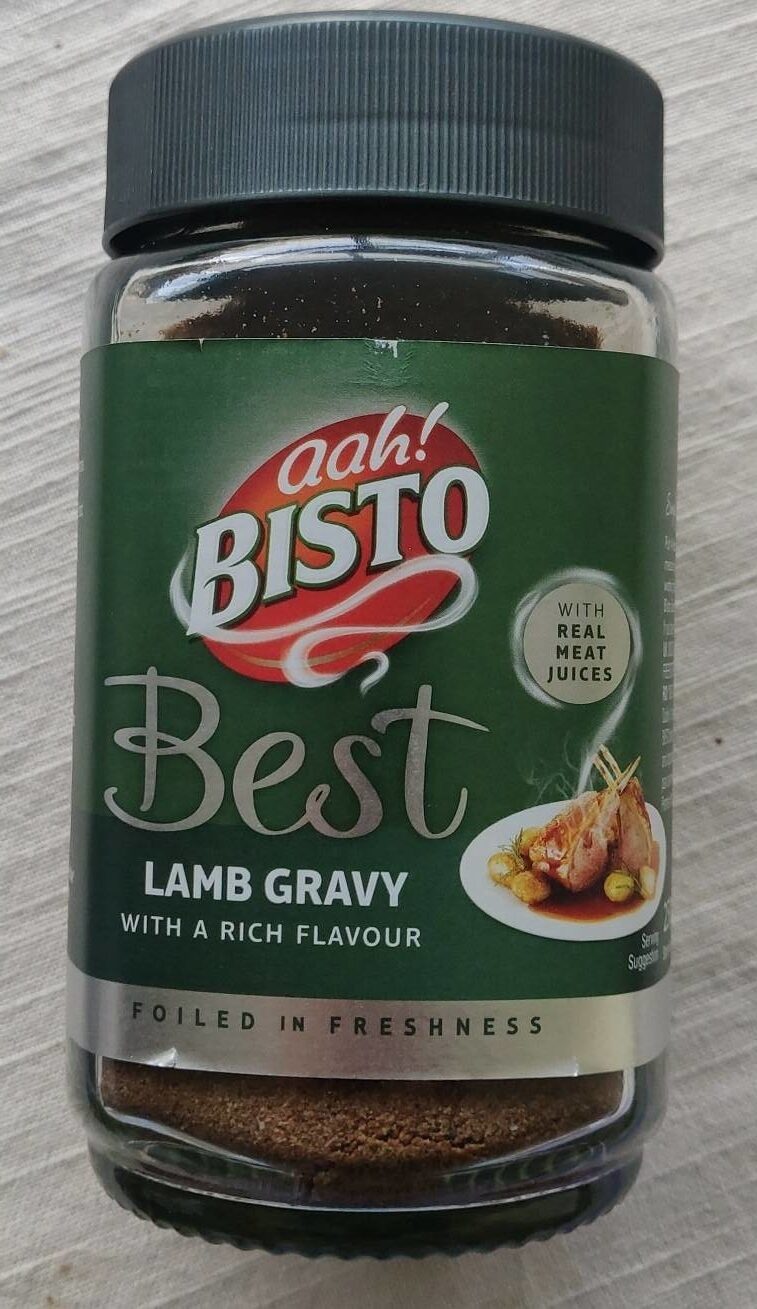 aah!
BISTO
WITH
REAL
MEAT
JUICES
Best
LAMB GRAVY
WITH A RICH FLAVOUR
Serving
Suggestion
FOILED IN FRESHNESS